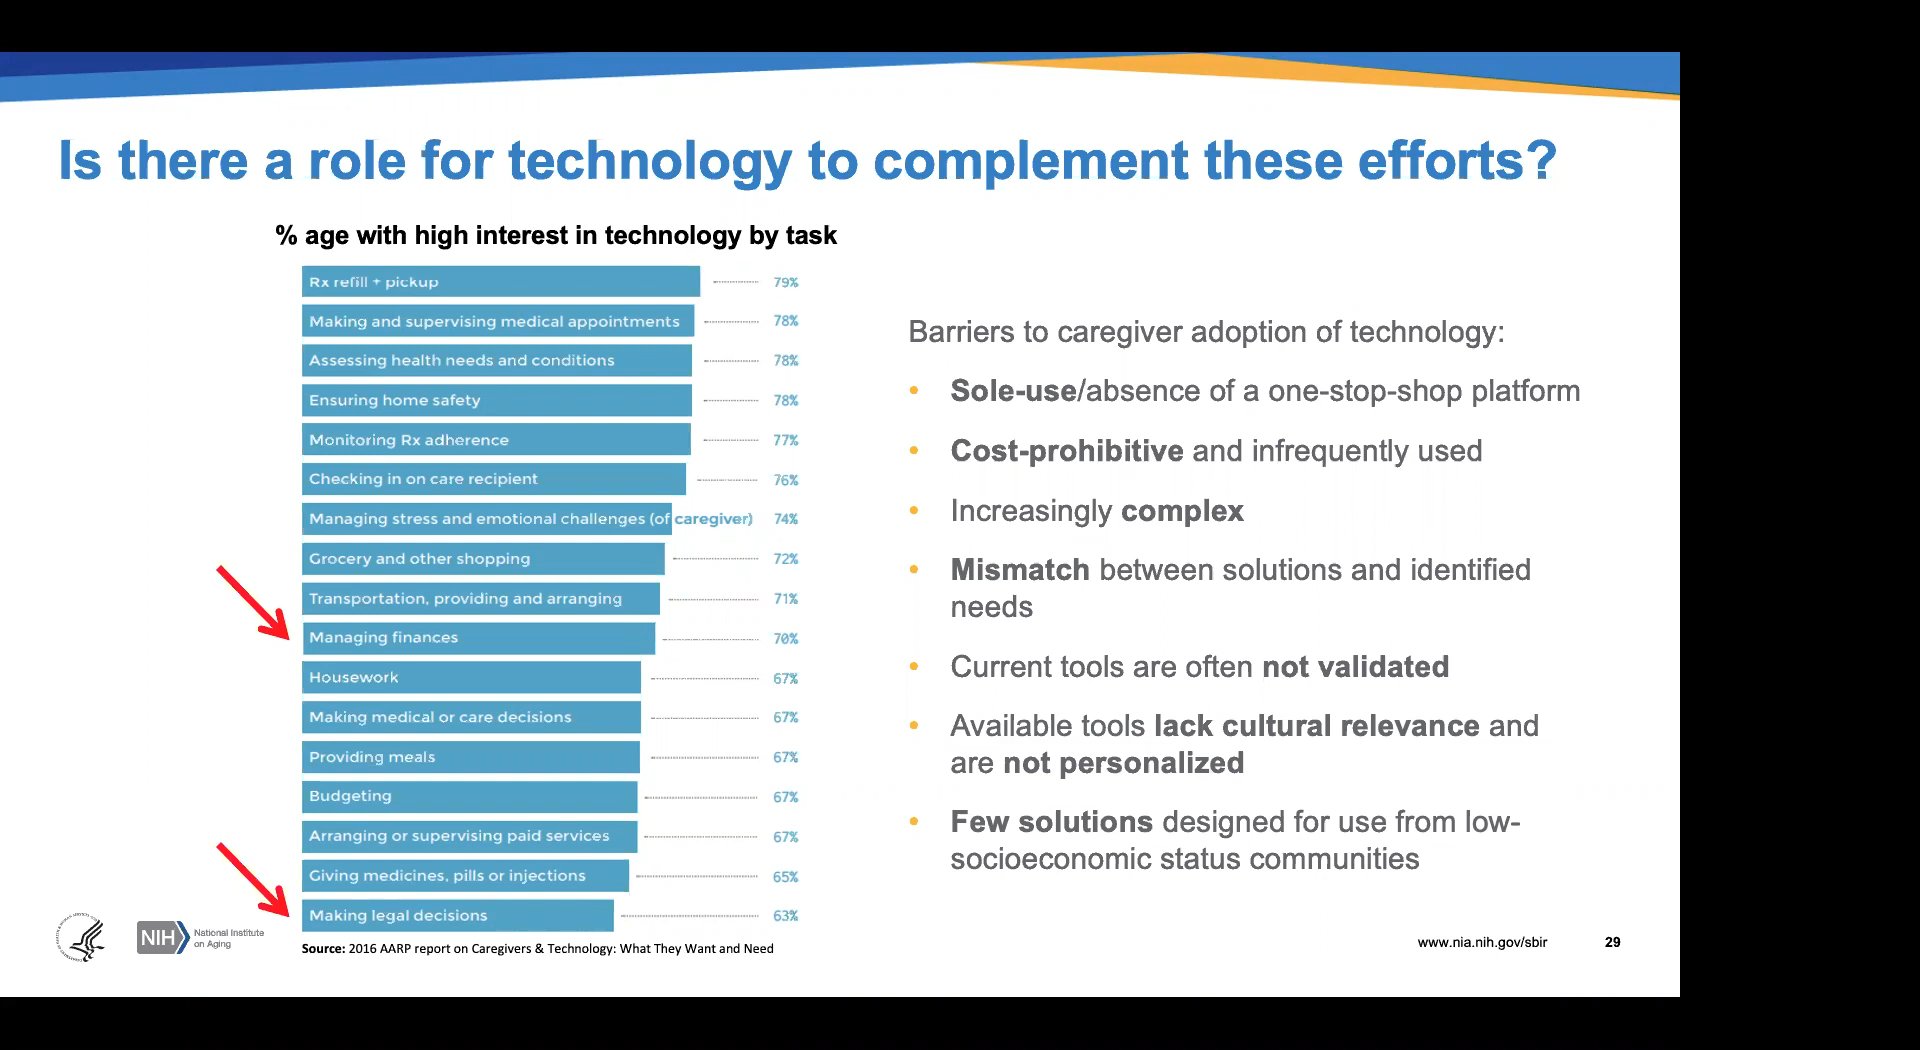 Is there a role for technology to complement these efforts?
% age with high interest in technology by task
Rx refill + pickup 79%
Making and supervising medical appointments 78%
Assessing health needs and conditions 78%
Ensuring home safety 78%
Monitoring Rx adherence 77%
Checking in on care recipient 76%
Managing stress and emotional challenges (of caregiver) 74%
Grocery and other shopping 72%
Transportation, providing and arranging 71%
Managing finances 70%
Housework 67%
Making medical or care decisions 67%
Providing meals 67%
Budgeting 67%
Arranging or supervising paid services 67%
Giving medicines, pills or injections 65%
Making legal decisions 63%
Source: 2016 AARP report on Caregivers & Technology: What They Want and Need
Barriers to caregiver adoption of technology:
• Sole-use/absence of a one-stop-shop platform
• Cost-prohibitive and infrequently used
• Increasingly complex
• Mismatch between solutions and identified
needs
• Current tools are often not validated
• Available tools lack cultural relevance and
are not personalized
• Few solutions designed for use from low-
socioeconomic status communities
NIH National Institute
on Aging
www.nia.nih.gov/sbir 29